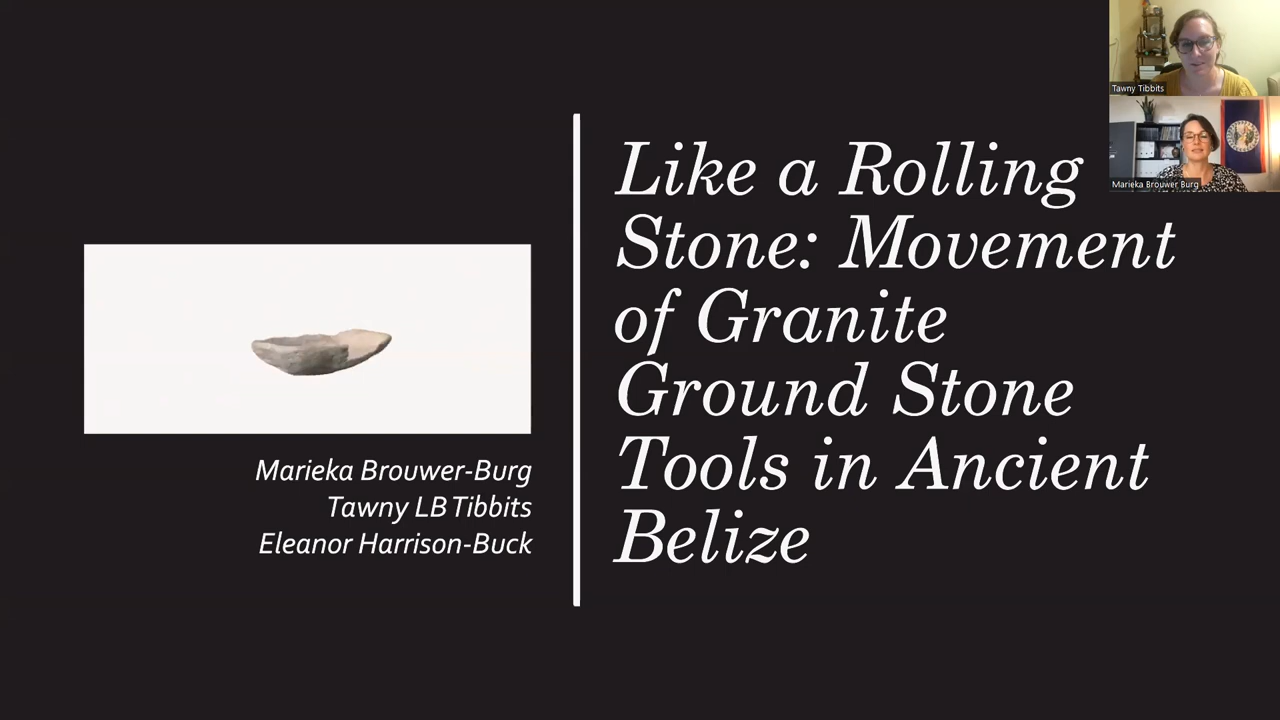 Like a Rolling
Stone: Movement
of Granite
Ground Stone
Tools in Ancient
Belize
Marieka Brouwer-Burg
Tawny LB Tibbits
Eleanor Harrison-Buck
Tawny Tibbits
Marieka Brouwer Burg